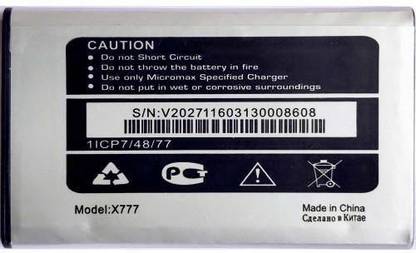 CAUTION
Do not Short Circuit
Do not throw the battery in fire
Use only Micromax Specified Charger
Do not put in wet or corrosive surroundings
S/N:V202711603130008608
1ICP7/48/77
Model:X777
Made in China
Сделано в Китае